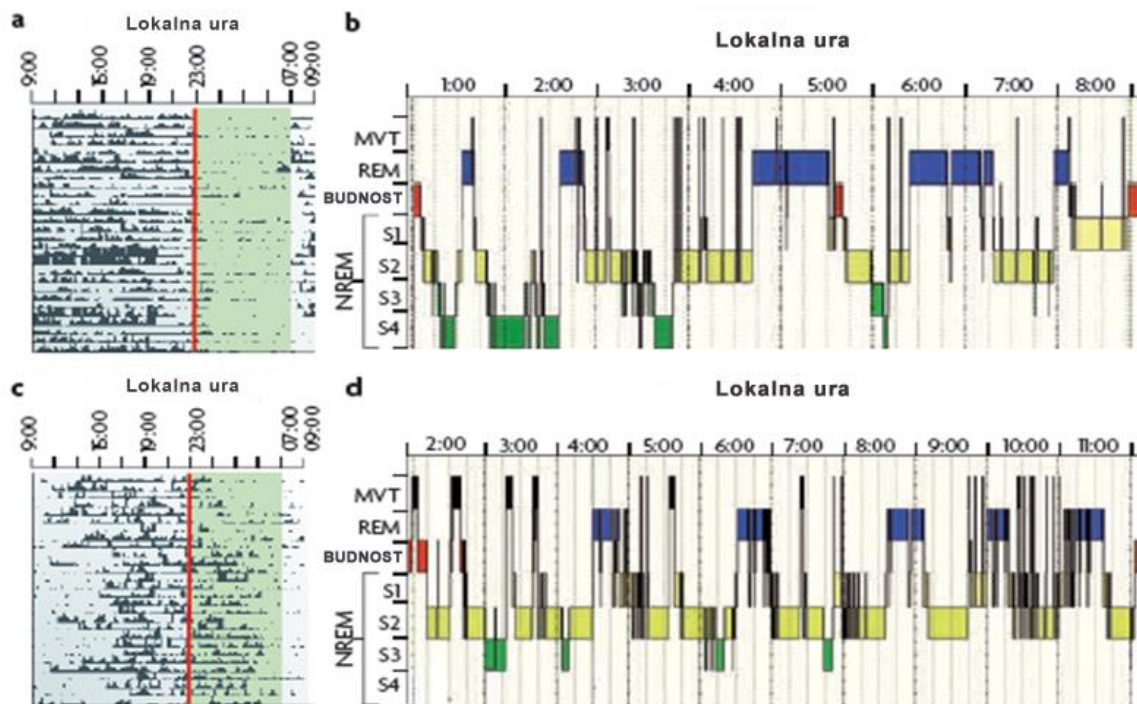 a
Lokalna ura
9:00
15:00
19:00
23:00
07:00
09:00
b
Lokalna ura
1:00 2:00 3:00 4:00 5:00 6:00 7:00 8:00
MVT
REM
BUDNOST
NREM
S1
S2
S3
S4
c
Lokalna ura
9:00
15:00
19:00
23:00
07:00
09:00
d
Lokalna ura
2:00 3:00 4:00 5:00 6:00 7:00 8:00 9:00 10:00 11:00
MVT
REM
BUDNOST
NREM
S1
S2
S3
S4